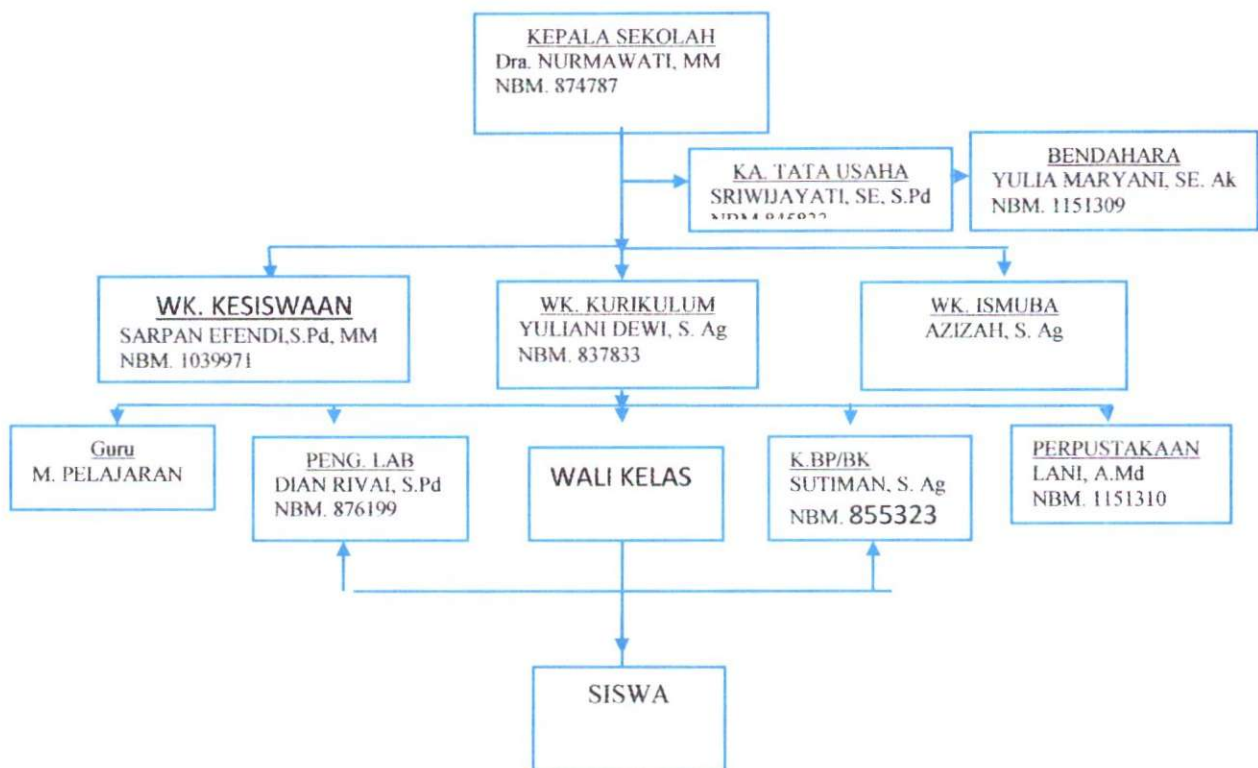 KEPALA SEKOLAH
Dra. NURMAWATI, MM
NBM. 874787
KA. TATA USAHA
SRIWIJAYATI, SE, S.Pd
BENDAHARA
YULIA MARYANI, SE. Ak
NBM. 1151309
WK. KESISWAAN
SARPAN EFENDI,S.Pd, MM
NBM. 1039971
WK. KURIKULUM
YULIANI DEWI, S. Ag
NBM. 837833
WK. ISMUBA
AZIZAH, S. Ag
Guru
M. PELAJARAN
PENG. LAB
DIAN RIVAI, S.Pd
NBM. 876199
WALI KELAS
K.BP/BK
SUTIMAN, S. Ag
NBM. 855323
PERPUSTAKAAN
LANI, A.Md
NBM. 1151310
SISWA